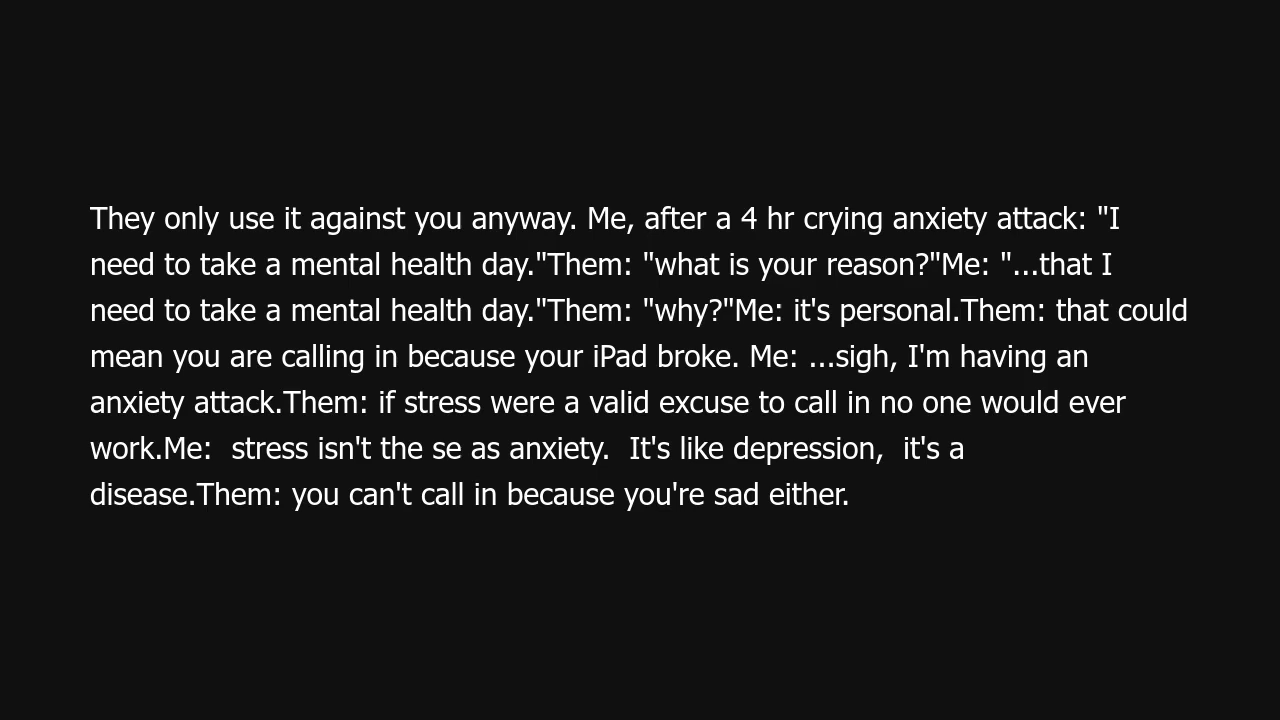 They only use it against you anyway. Me, after a 4 hr crying anxiety attack: "I
need to take a mental health day."Them: "what is your reason?"Me: "...that I
need to take a mental health day."Them: "why?"Me: it's personal.Them: that could
mean you are calling in because your iPad broke. Me: ...sigh, I'm having an
anxiety attack.Them: if stress were a valid excuse to call in no one would ever
work.Me:  stress isn't the se as anxiety.  It's like depression,  it's a
disease.Them: you can't call in because you're sad either.